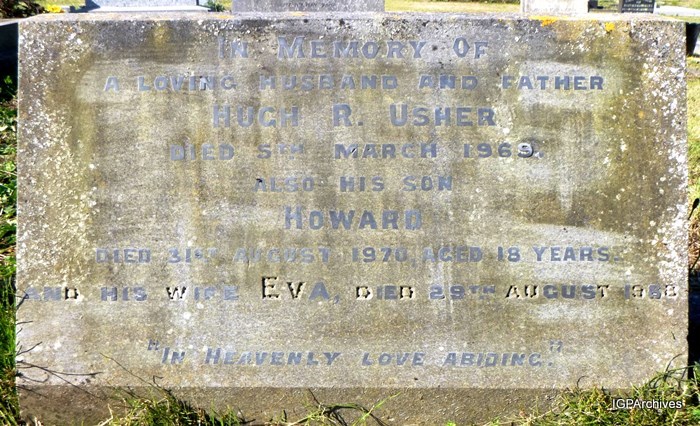 In Memory Of
A LOVING HUSBAND AND FATHER
HUGH R. USHER
DIED 5TH MARCH 1969.
ALSO HIS SON
HOWARD
DIED 31ST AUGUST 1970, AGED 18 YEARS.
AND HIS WIFE EVA, DIED 29TH AUGUST
"IN HEAVENLY LOVE ABIDING."
IGPArchives